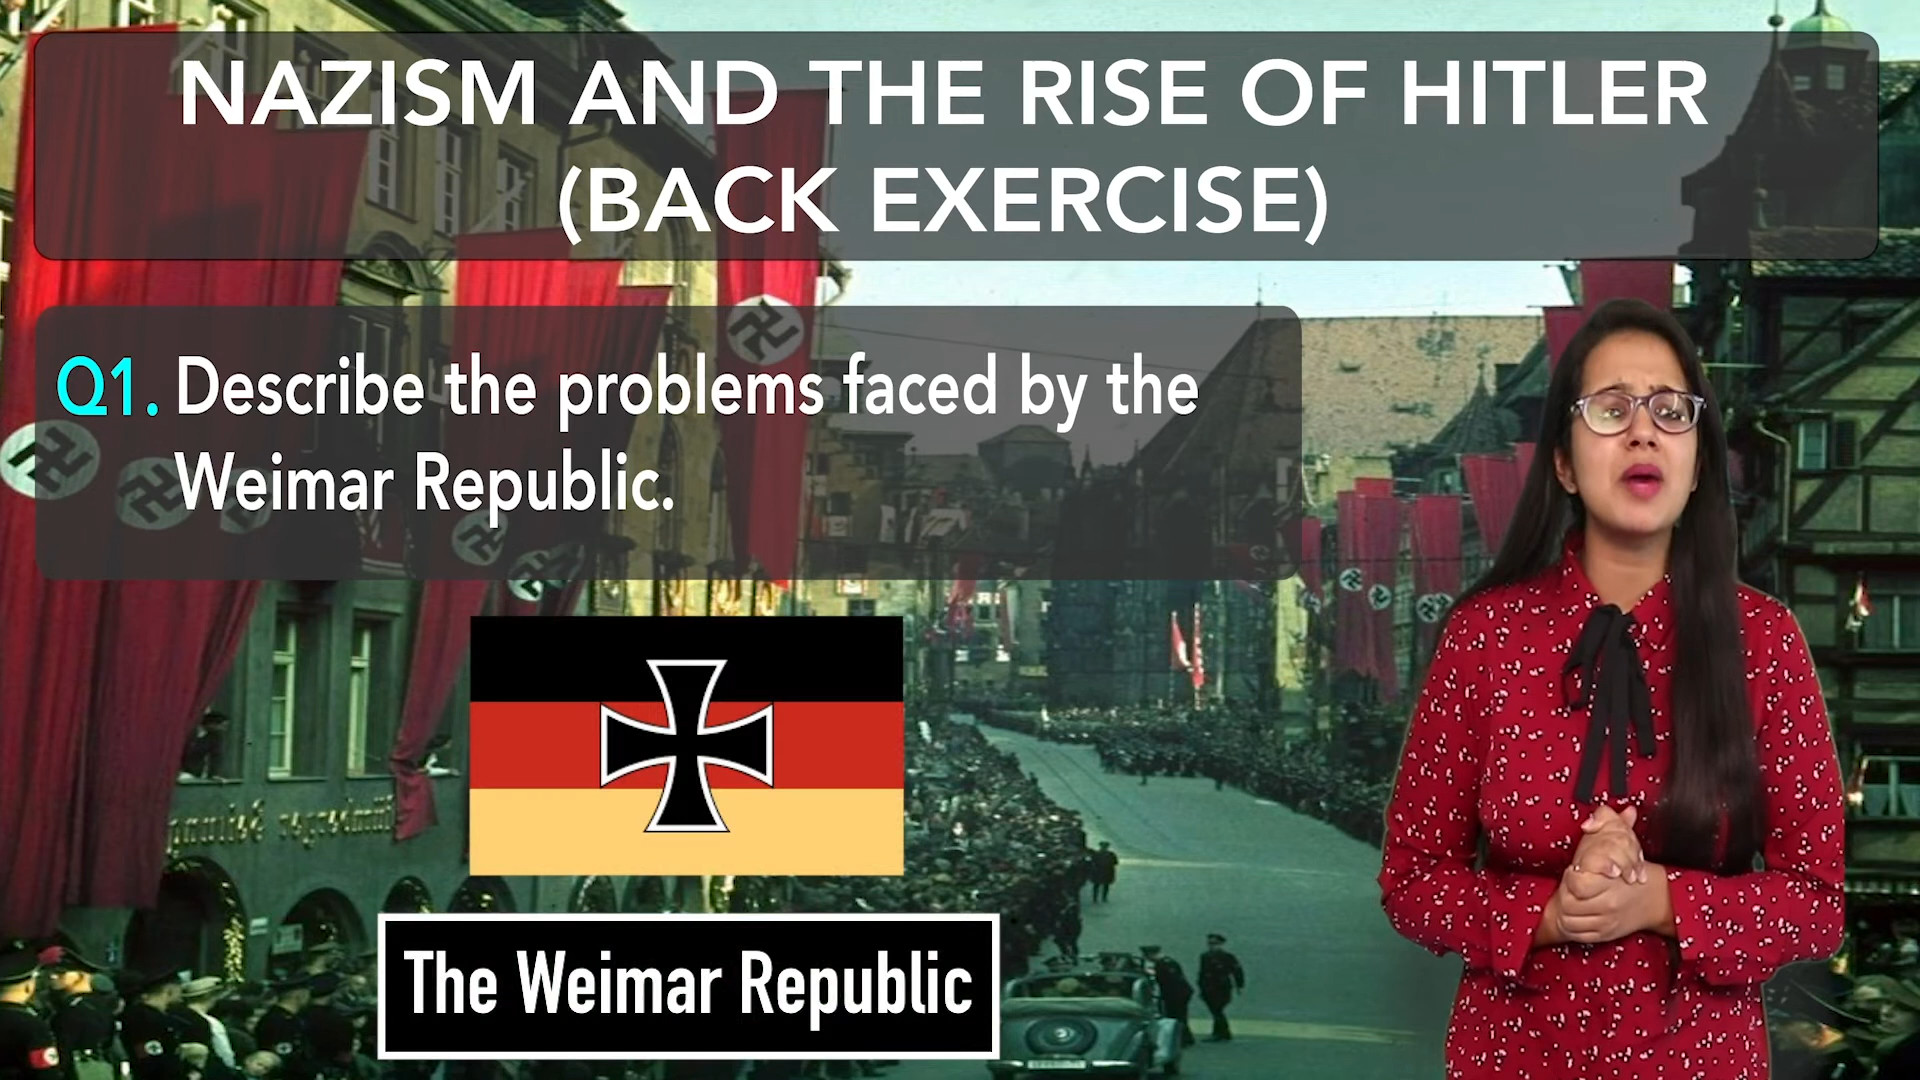 NAZISM AND THE RISE OF HITLER
(BACK EXERCISE)
Q1. Describe the problems faced by the
Weimar Republic.
The Weimar Republic